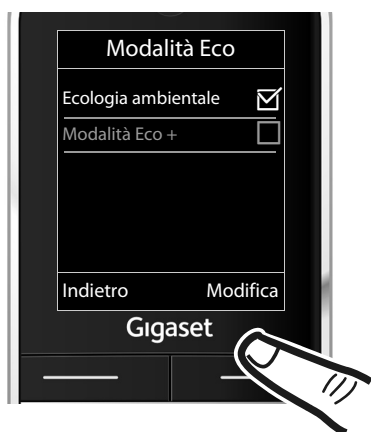 Modalità Eco
Ecologia ambientale
Modalità Eco +
Indietro Modifica
Gigaset